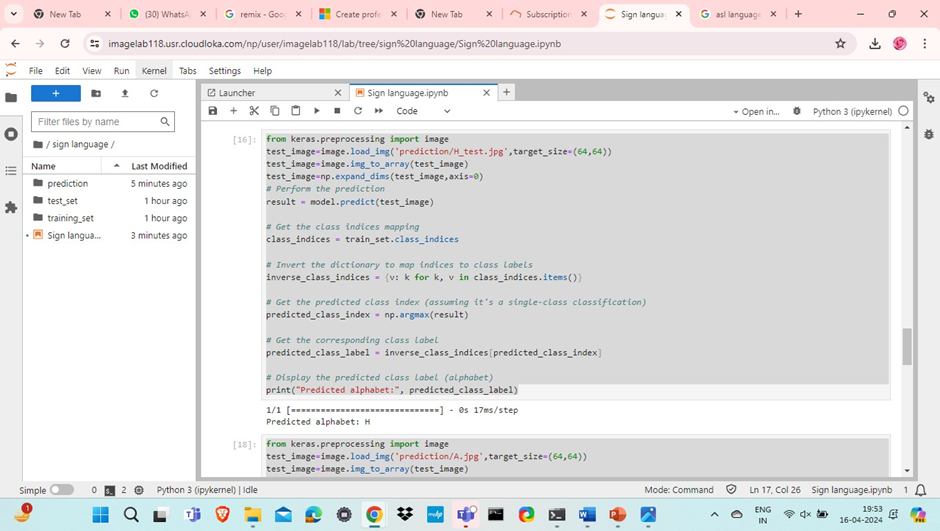 New Tab
(30) WhatsA
remix - Goo
Create profe
New Tab
Subscription
Sign langua
asl language
imagelab118.usr.cloudloka.com/np/user/imagelab118/lab/tree/sign%20language/Sign%20language.ipynb
File Edit View Run Kernel Tabs Settings Help
Launcher
Sign language.ipynb
Code
Open in...
Python 3 (ipykernel)
Filter files by name
/ sign language /
Name Last Modified
prediction 5 minutes ago
test_set 1 hour ago
training_set 1 hour ago
Sign langua... 3 minutes ago
[16]:
from keras.preprocessing import image
test_image=image.load_img('prediction/H_test.jpg',target_size=(64,64))
test_image=image.img_to_array(test_image)
test_image=np.expand_dims(test_image,axis=0)
# Perform the prediction
result = model.predict(test_image)
# Get the class indices mapping
class_indices = train_set.class_indices
# Invert the dictionary to map indices to class labels
inverse_class_indices = {v: k for k, v in class_indices.items()}
# Get the predicted class index (assuming it's a single-class classification)
predicted_class_index = np.argmax(result)
# Get the corresponding class label
predicted_class_label = inverse_class_indices[predicted_class_index]
# Display the predicted class label (alphabet)
print("Predicted alphabet:", predicted_class_label)
1/1 [==============================] - 0s 17ms/step
Predicted alphabet: H
[18]:
from keras.preprocessing import image
test_image=image.load_img('prediction/A.jpg',target_size=(64,64))
test_image=image.img_to_array(test_image)
Simple 0 2 Python 3 (ipykernel) | Idle
Mode: Command Ln 17, Col 26 Sign language.ipynb 1
ENG
IN
19:53
16-04-2024